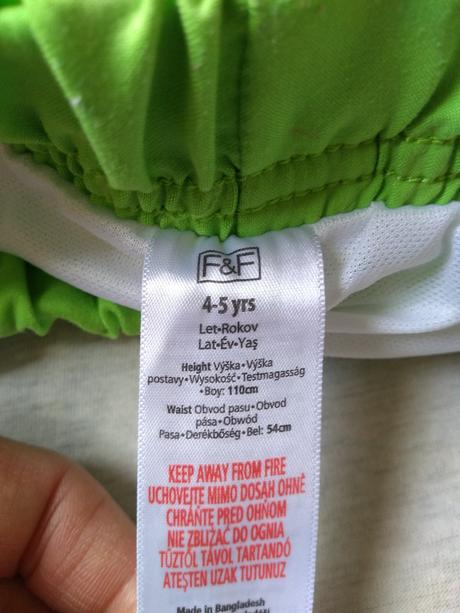 F&F
4-5 yrs
Let•Rokov
Lat•Év•Yaş
Height Výška•Výška
postavy•Wysokość•Testmagasság
•Boy: 110cm
Waist Obvod pasu•Obvod
pása•Obwód
Pasa•Derékbőség•Bel: 54cm
KEEP AWAY FROM FIRE
UCHOVEJTE MIMO DOSAH OHNĚ
CHRÁŇTE PRED OHŇOM
NIE ZBLIŻAĆ DO OGNIA
TŰZTŐL TÁVOL TARTANDÓ
ATEŞTEN UZAK TUTUNUZ
Made in Bangladesh